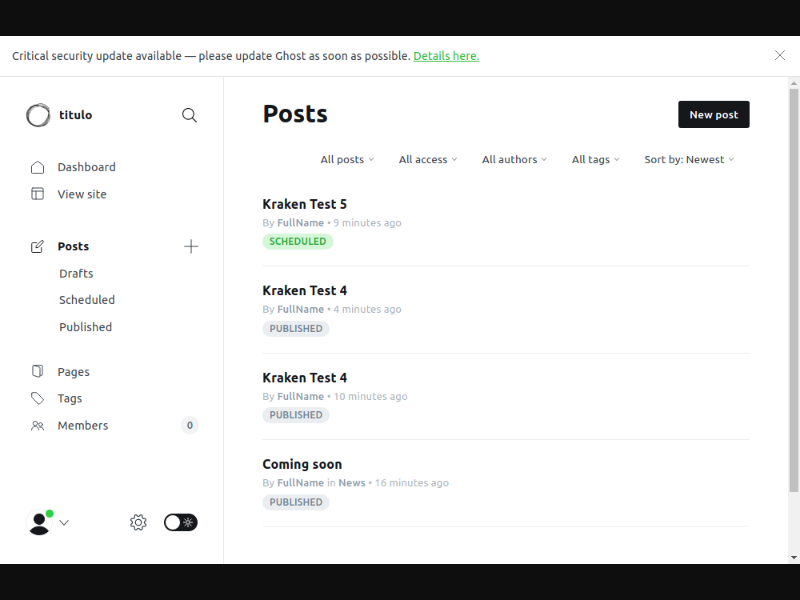 Critical security update available — please update Ghost as soon as possible. Details here.
titulo
Posts
New post
Dashboard
View site
All posts All access All authors All tags Sort by: Newest
Posts
Drafts
Scheduled
Published
Pages
Tags
Members 0
Kraken Test 5
By FullName • 9 minutes ago
SCHEDULED
Kraken Test 4
By FullName • 4 minutes ago
PUBLISHED
Kraken Test 4
By FullName • 10 minutes ago
PUBLISHED
Coming soon
By FullName in News • 16 minutes ago
PUBLISHED